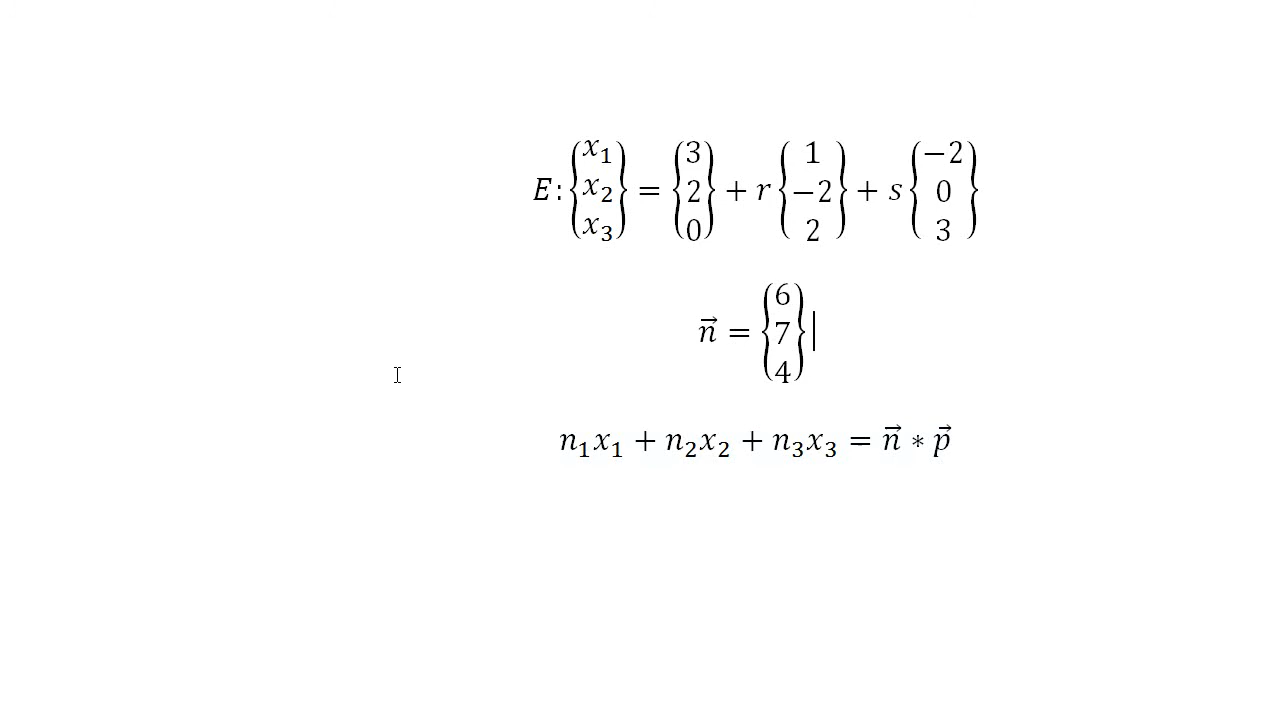 E: {x₁ x₂ x₃} = {3 2 0} + r {1 −2 2} + s {−2 0 3}
n⃗ = {6 7 4}
n₁x₁ + n₂x₂ + n₃x₃ = n⃗ * p⃗